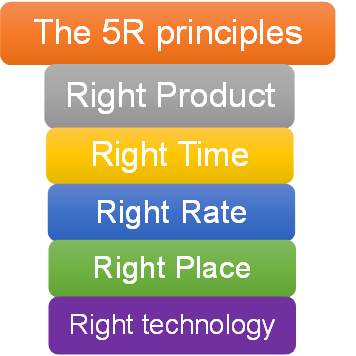 The 5R principles
Right Product
Right Time
Right Rate
Right Place
Right technology